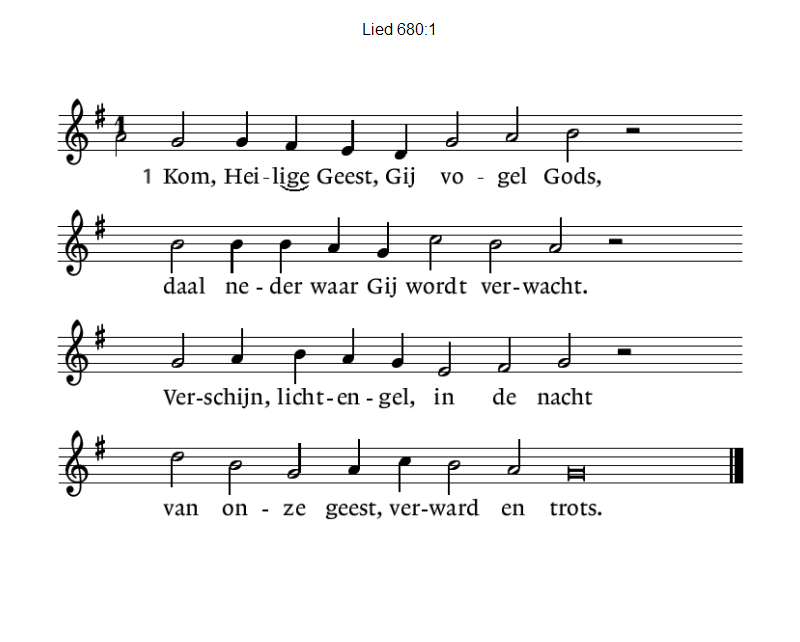 Lied 680:1
1 Kom, Hei-lige Geest, Gij vo - gel Gods,
daal ne - der waar Gij wordt ver-wacht.
Ver-schijn, licht-en - gel, in de nacht
van on - ze geest, ver-ward en trots.